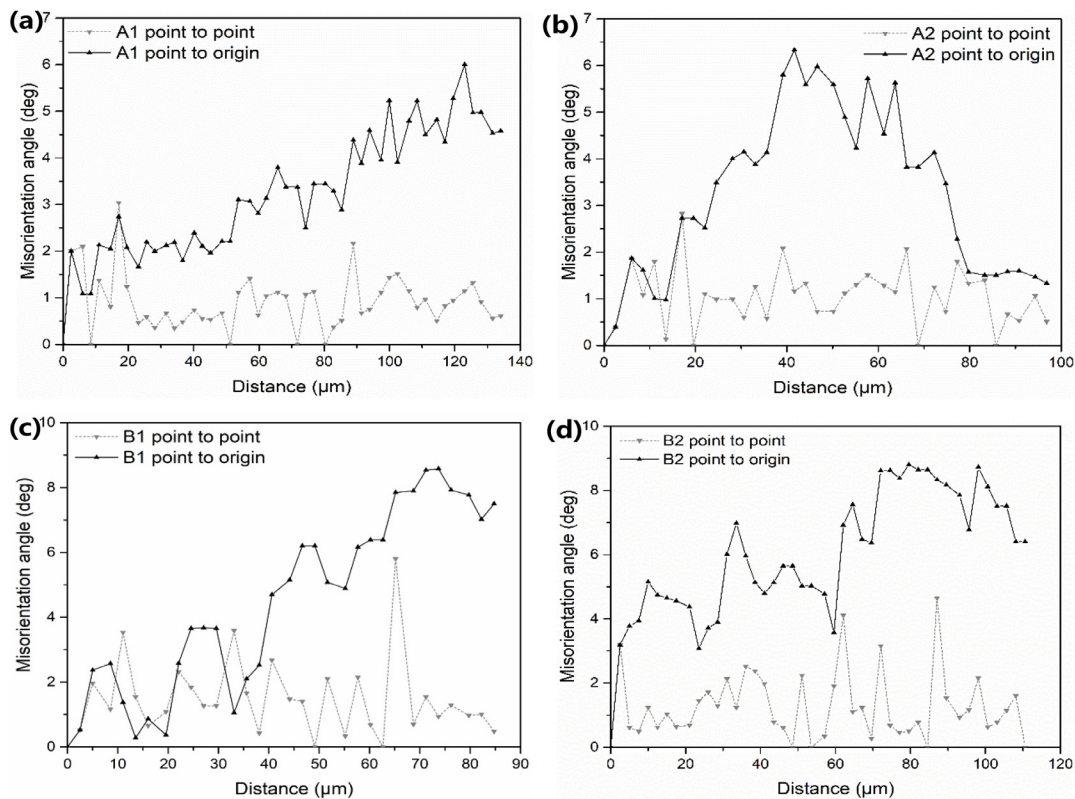 (a)
7
6
5
4
3
2
1
0
Misorientation angle (deg)
A1 point to point
A1 point to origin
0 20 40 60 80 100 120 140
Distance (μm)
(b)
7
6
5
4
3
2
1
0
Misorientation angle (deg)
A2 point to point
A2 point to origin
0 20 40 60 80 100
Distance (μm)
(c)
10
8
6
4
2
0
Misorientation angle (deg)
B1 point to point
B1 point to origin
0 10 20 30 40 50 60 70 80 90
Distance (μm)
(d)
10
8
6
4
2
0
Misorientation angle (deg)
B2 point to point
B2 point to origin
0 20 40 60 80 100 120
Distance (μm)